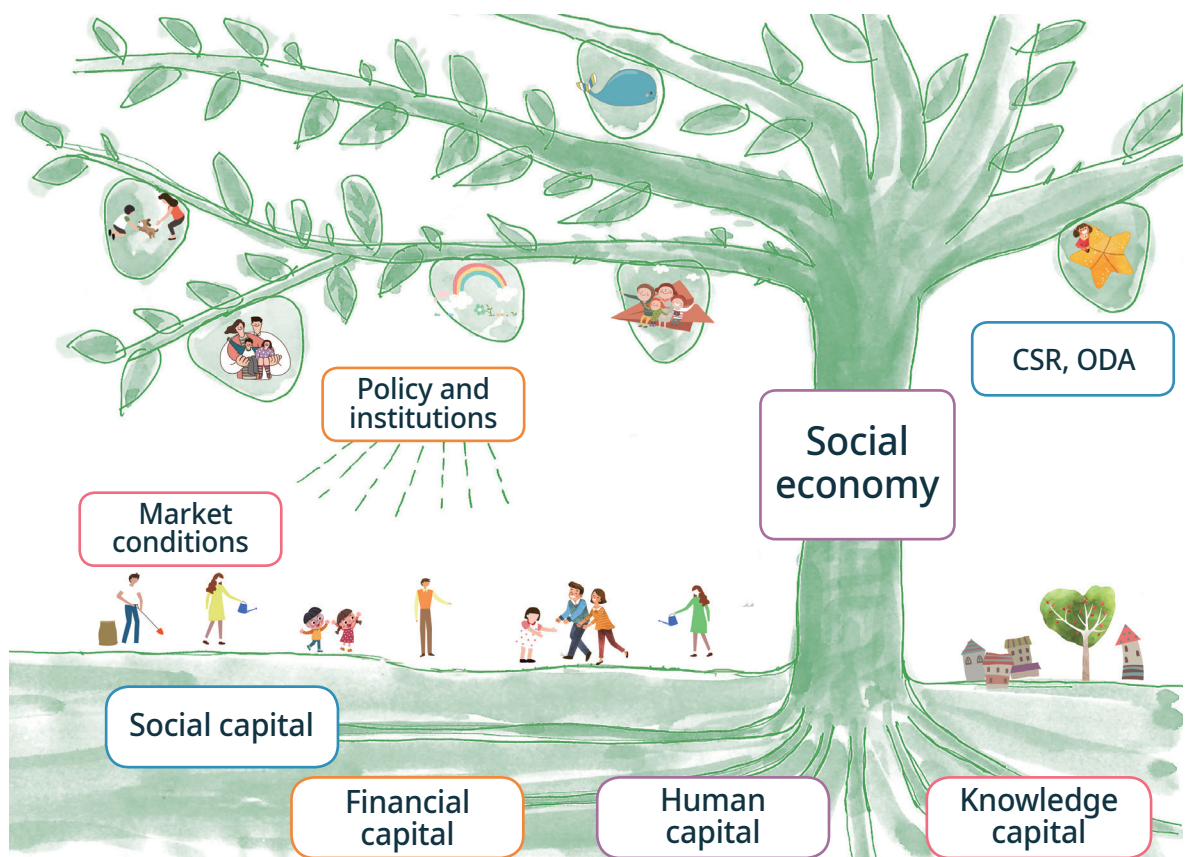 CSR, ODA
Policy and
institutions
Social
economy
Market
conditions
Social capital
Financial
capital
Human
capital
Knowledge
capital